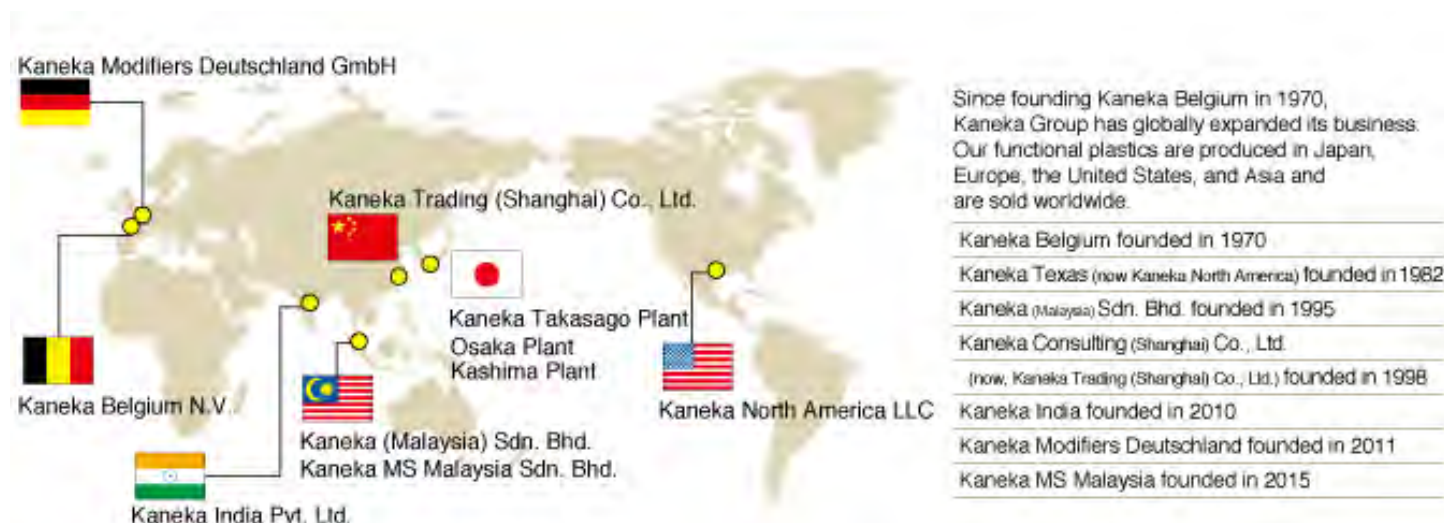 Kaneka Modifiers Deutschland GmbH
Kaneka Trading (Shanghai) Co., Ltd.
Kaneka Takasago Plant
Osaka Plant
Kashima Plant
Kaneka Belgium N.V.
Kaneka (Malaysia) Sdn. Bhd.
Kaneka MS Malaysia Sdn. Bhd.
Kaneka North America LLC
Kaneka India Pvt. Ltd.
Since founding Kaneka Belgium in 1970,
Kaneka Group has globally expanded its business.
Our functional plastics are produced in Japan,
Europe, the United States, and Asia and
are sold worldwide.
Kaneka Belgium founded in 1970
Kaneka Texas (now Kaneka North America) founded in 1982
Kaneka (Malaysia) Sdn. Bhd. founded in 1995
Kaneka Consulting (Shanghai) Co., Ltd.
(now, Kaneka Trading (Shanghai) Co., Ltd.) founded in 1998
Kaneka India founded in 2010
Kaneka Modifiers Deutschland founded in 2011
Kaneka MS Malaysia founded in 2015